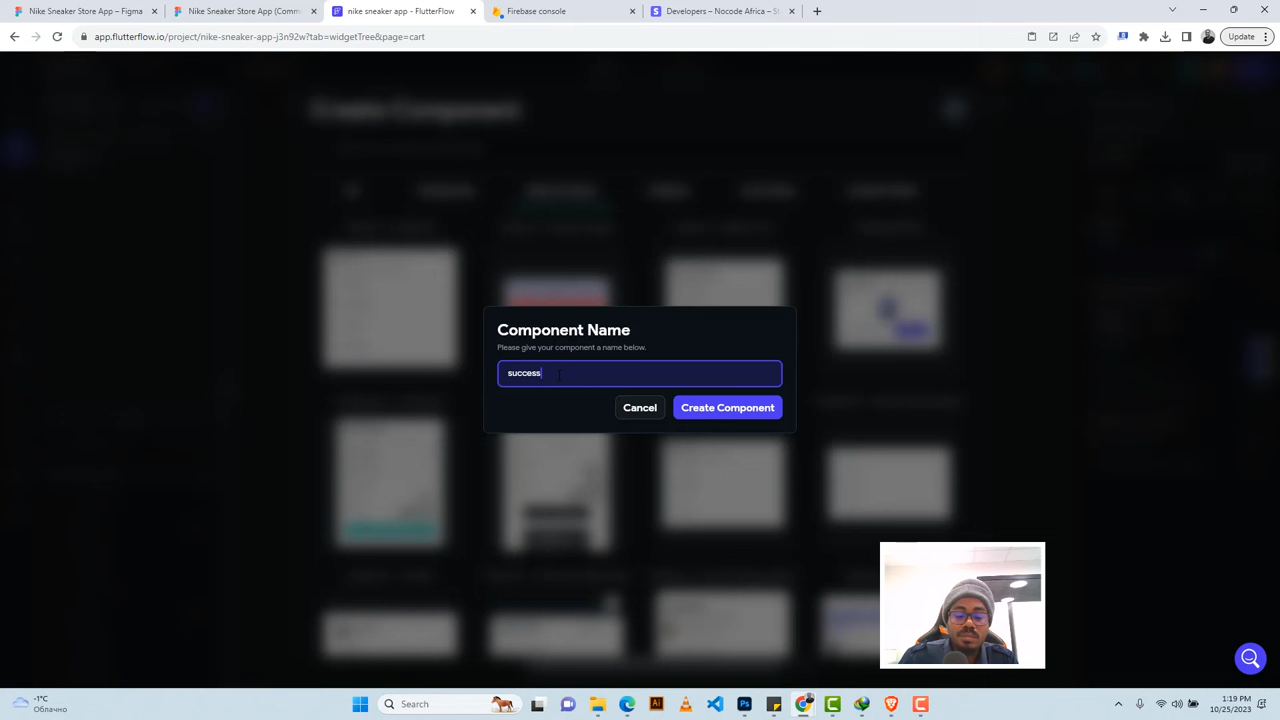 Nike Sneaker Store App – Figma
Nike Sneaker Store App (Comm
nike sneaker app - FlutterFlow
Firebase console
Developers – Nocode Africa – St
app.flutterflow.io/project/nike-sneaker-app-j3n92w?tab=widgetTree&page=cart
Update
Create Component
Component Name
Please give your component a name below.
success
Cancel
Create Component
-1°C
Облачно
Search
1:19 PM
10/25/2023